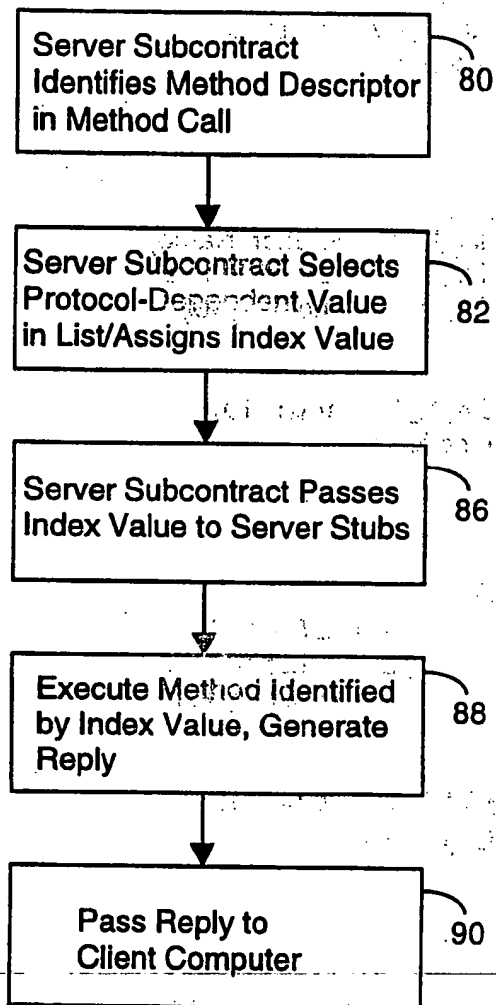 Server Subcontract
Identifies Method Descriptor
in Method Call
80
Server Subcontract Selects
Protocol-Dependent Value
in List/Assigns Index Value
82
Server Subcontract Passes
Index Value to Server Stubs
86
Execute Method Identified
by Index Value, Generate
Reply
88
Pass Reply to
Client Computer
90